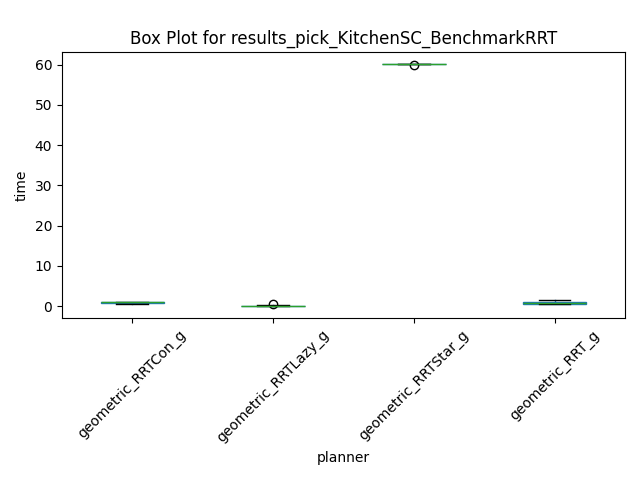 Box Plot for results_pick_KitchenSC_BenchmarkRRT
60
50
40
30
20
10
0
time
geometric_RRTCon_g
geometric_RRTLazy_g
geometric_RRTStar_g
geometric_RRT_g
planner